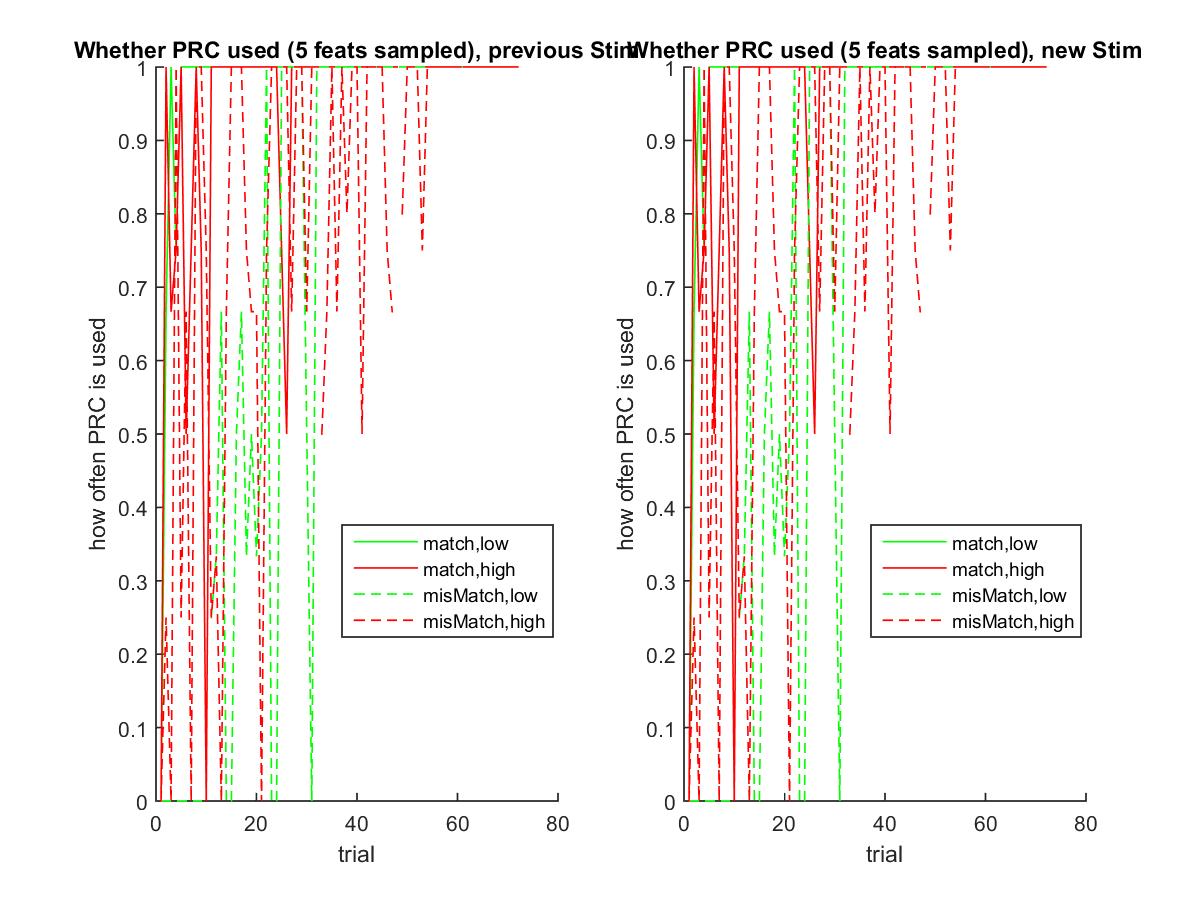 Whether PRC used (5 feats sampled), previous Stim
1
0.9
0.8
0.7
0.6
0.5
0.4
0.3
0.2
0.1
0
how often PRC is used
0 20 40 60 80
trial
match,low
match,high
misMatch,low
misMatch,high
Whether PRC used (5 feats sampled), new Stim
1
0.9
0.8
0.7
0.6
0.5
0.4
0.3
0.2
0.1
0
how often PRC is used
0 20 40 60 80
trial
match,low
match,high
misMatch,low
misMatch,high